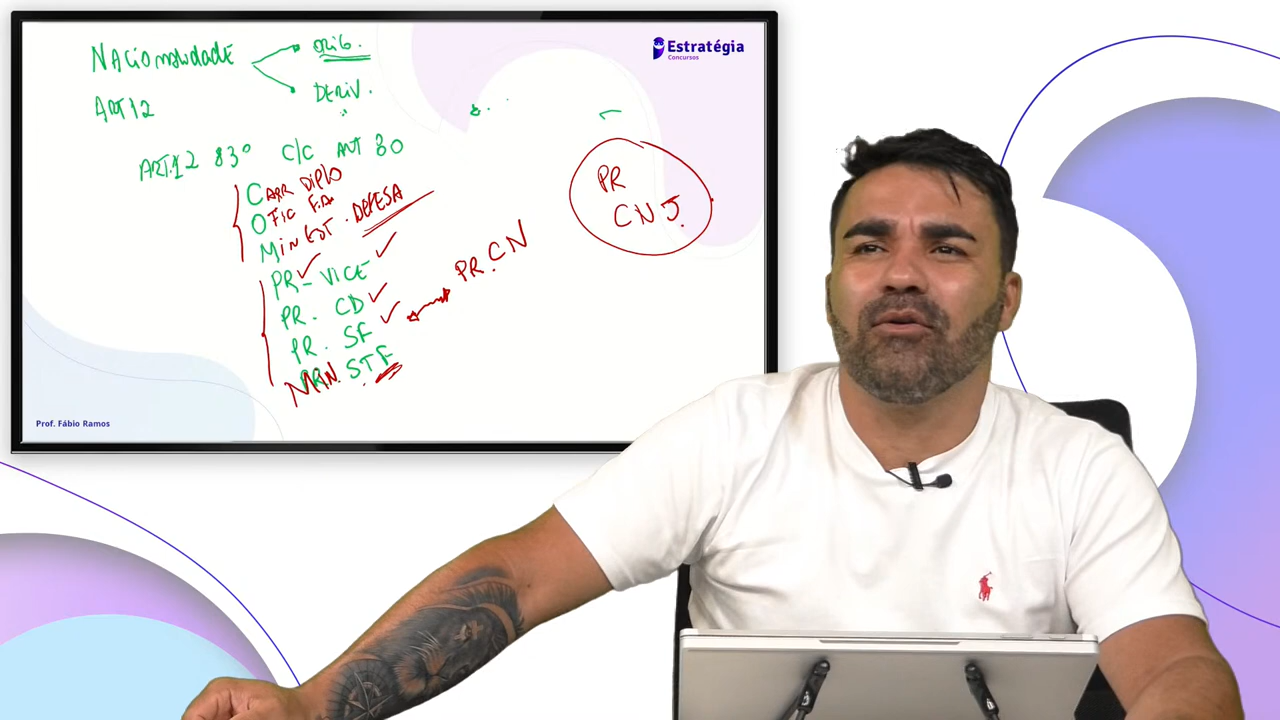 NACIONALIDADE
ORIG.
DERIV.
ART 12
ART.12 §3º C/C ART 80
CARR DIPLO
OFIC F.A.
MIN EST. DEFESA
PR - VICE
PR. CD
PR. SF
MIN. STF
PR.CN
PR
CNJ
Estratégia
Concursos
Prof. Fábio Ramos